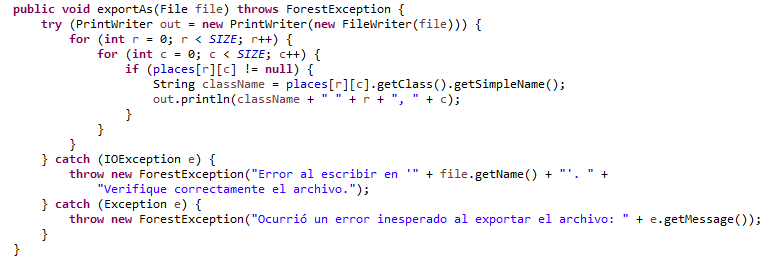 public void exportAs(File file) throws ForestException {
    try (PrintWriter out = new PrintWriter(new FileWriter(file))) {
        for (int r = 0; r < SIZE; r++) {
            for (int c = 0; c < SIZE; c++) {
                if (places[r][c] != null) {
                    String className = places[r][c].getClass().getSimpleName();
                    out.println(className + " " + r + ", " + c);
                }
            }
        }
    } catch (IOException e) {
        throw new ForestException("Error al escribir en '" + file.getName() + "'. " +
            "Verifique correctamente el archivo.");
    } catch (Exception e) {
        throw new ForestException("Ocurrió un error inesperado al exportar el archivo: " + e.getMessage());
    }
}